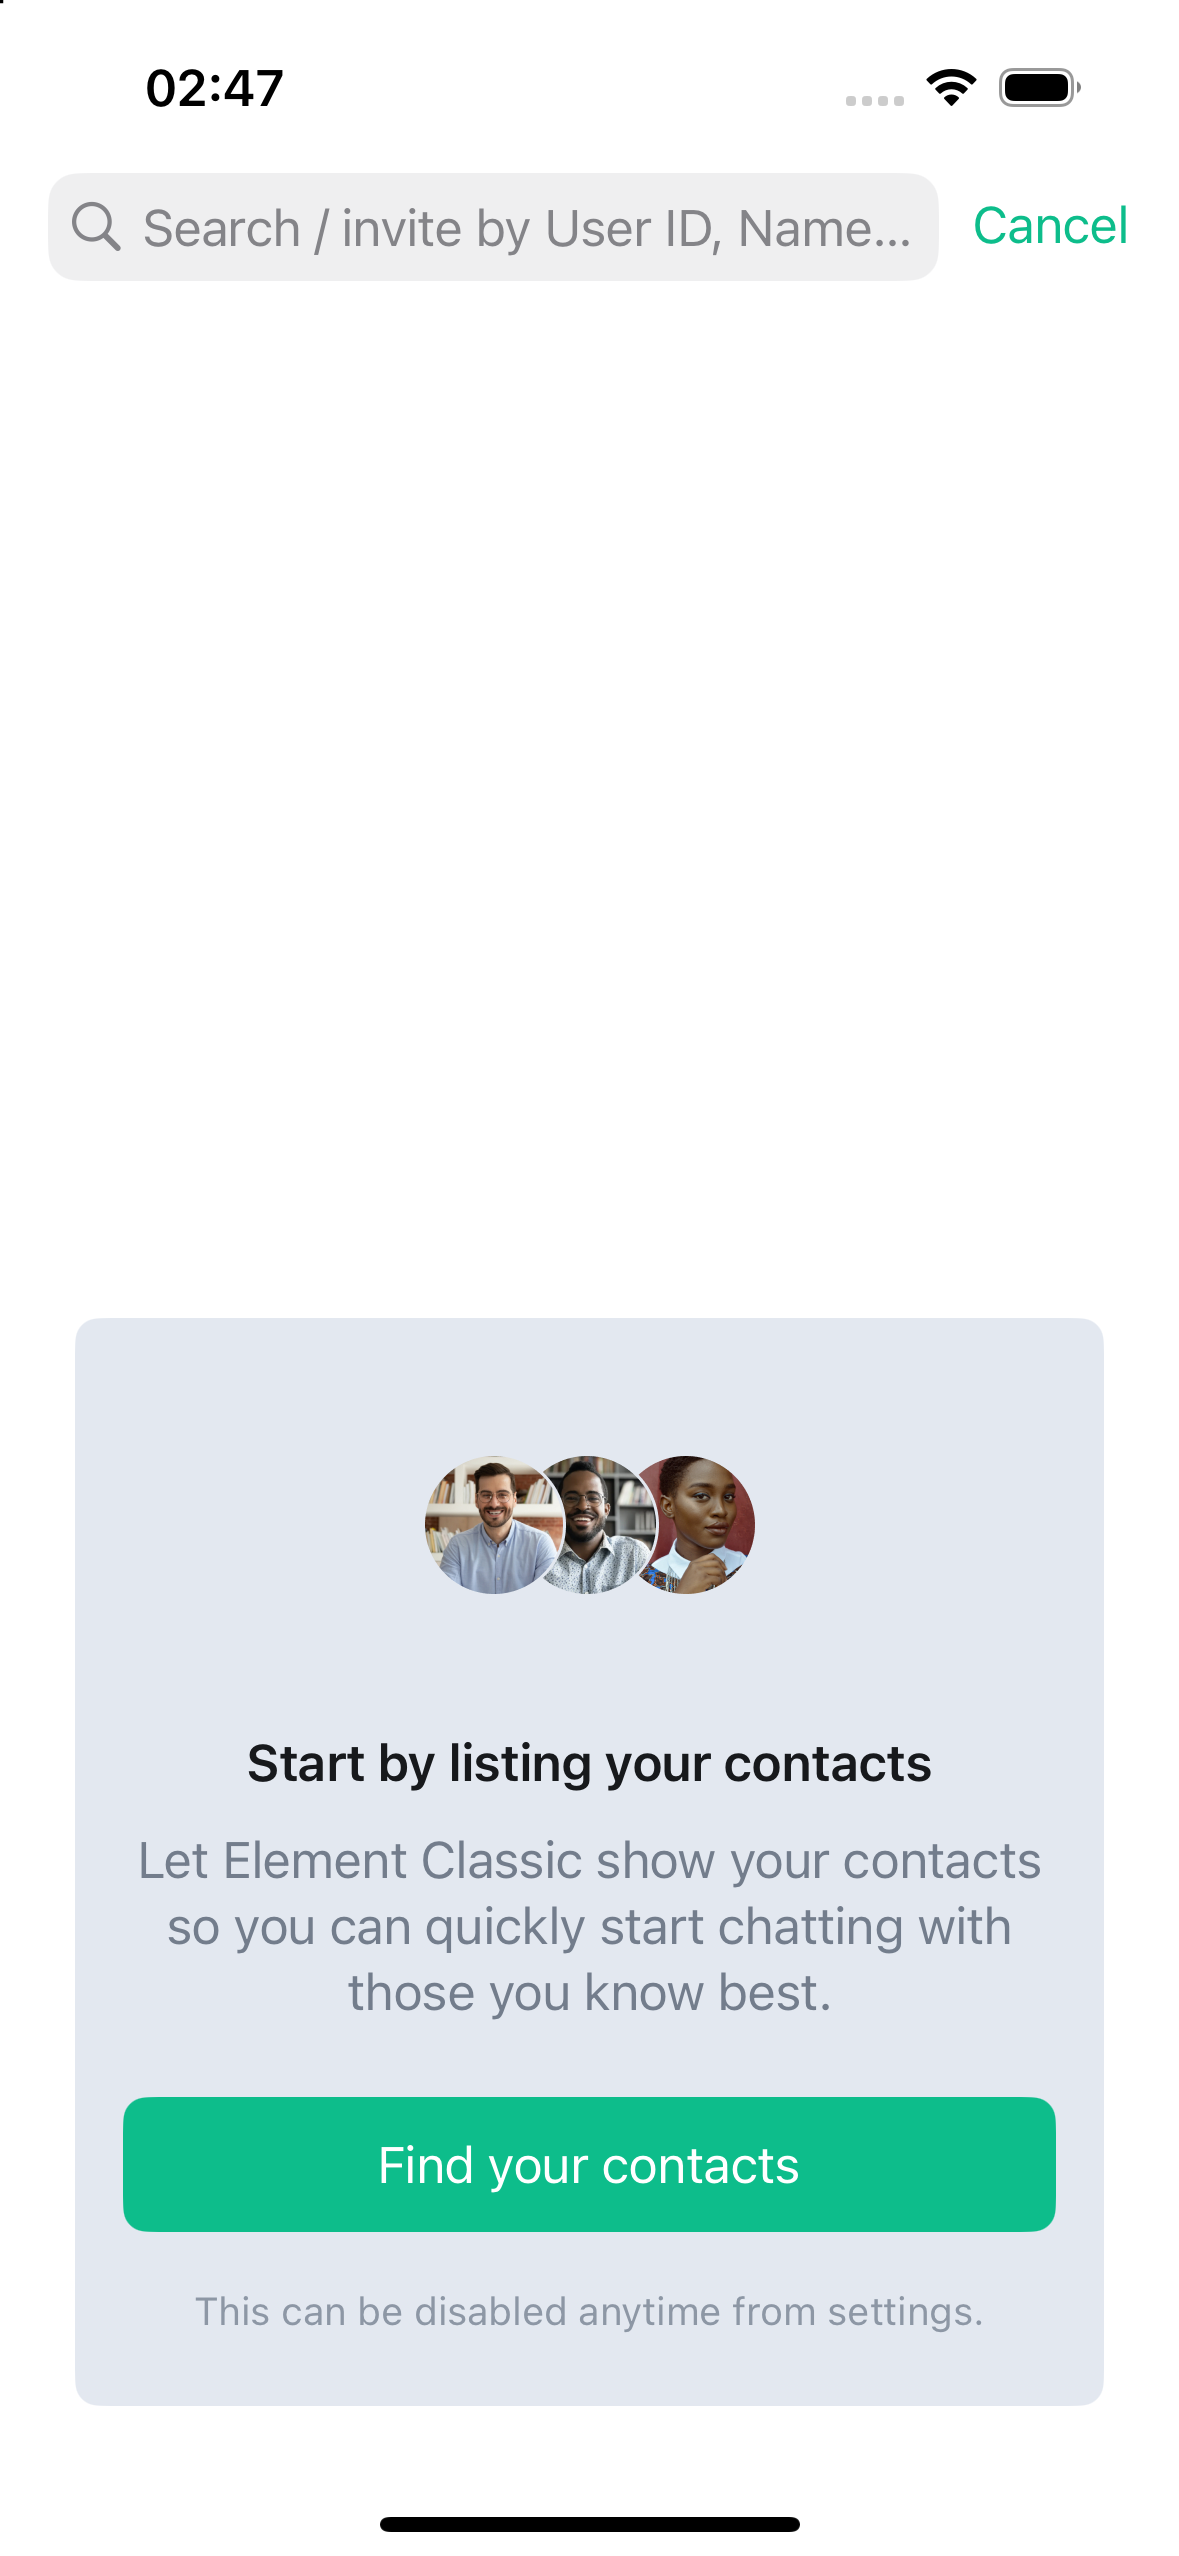 02:47
Search / invite by User ID, Name...
Cancel
Start by listing your contacts
Let Element Classic show your contacts
so you can quickly start chatting with
those you know best.
Find your contacts
This can be disabled anytime from settings.